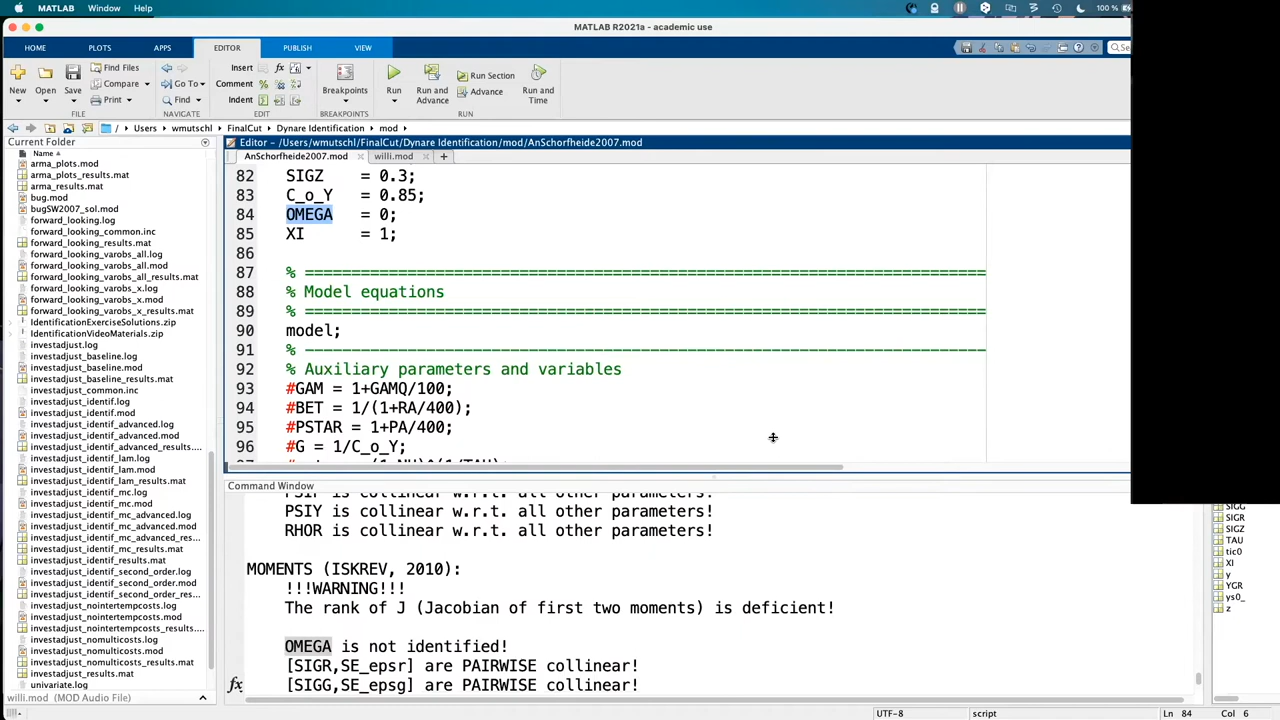 MATLAB Window Help
100 %
MATLAB R2021a - academic use
HOME PLOTS APPS EDITOR PUBLISH VIEW
Find Files
Compare
Print
New Open Save
Go To
Find
Insert
Comment
Indent
Breakpoints
Run
Run and Advance
Run Section
Advance
Run and Time
FILE NAVIGATE EDIT BREAKPOINTS RUN
/ Users wmutschl FinalCut Dynare Identification mod
Current Folder
Name
arma_plots.mod
arma_plots_results.mat
arma_results.mat
bug.mod
bugSW2007_sol.mod
forward_looking.log
forward_looking_common.inc
forward_looking_results.mat
forward_looking_varobs_all.log
forward_looking_varobs_all.mod
forward_looking_varobs_all_results.mat
forward_looking_varobs_x.log
forward_looking_varobs_x.mod
forward_looking_varobs_x_results.mat
IdentificationExerciseSolutions.zip
IdentificationVideoMaterials.zip
investadjust.log
investadjust_baseline.log
investadjust_baseline.mod
investadjust_baseline_results.mat
investadjust_common.inc
investadjust_identif.log
investadjust_identif.mod
investadjust_identif_advanced.log
investadjust_identif_advanced.mod
investadjust_identif_advanced_results....
investadjust_identif_lam.log
investadjust_identif_lam.mod
investadjust_identif_lam_results.mat
investadjust_identif_mc.log
investadjust_identif_mc.mod
investadjust_identif_mc_advanced.log
investadjust_identif_mc_advanced.mod
investadjust_identif_mc_advanced_res...
investadjust_identif_mc_results.mat
investadjust_identif_results.mat
investadjust_identif_second_order.log
investadjust_identif_second_order.mod
investadjust_identif_second_order_res...
investadjust_nointertempcosts.log
investadjust_nointertempcosts.mod
investadjust_nointertempcosts_results....
investadjust_nomulticosts.log
investadjust_nomulticosts.mod
investadjust_nomulticosts_results.mat
investadjust_results.mat
univariate.log
willi.mod (MOD Audio File)
Editor - /Users/wmutschl/FinalCut/Dynare Identification/mod/AnSchorfheide2007.mod
AnSchorfheide2007.mod willi.mod +
82 SIGZ = 0.3;
83 C_o_Y = 0.85;
84 OMEGA = 0;
85 XI = 1;
86
87 % =========================================================================
88 % Model equations
89 % =========================================================================
90 model;
91 % -------------------------------------------------------------------------
92 % Auxiliary parameters and variables
93 #GAM = 1+GAMQ/100;
94 #BET = 1/(1+RA/400);
95 #PSTAR = 1+PA/400;
96 #G = 1/C_o_Y;
Command Window
PSIY is collinear w.r.t. all other parameters!
RHOR is collinear w.r.t. all other parameters!
MOMENTS (ISKREV, 2010):
!!!WARNING!!!
The rank of J (Jacobian of first two moments) is deficient!
OMEGA is not identified!
[SIGR,SE_epsr] are PAIRWISE collinear!
[SIGG,SE_epsg] are PAIRWISE collinear!
fx
SIGG
SIGR
SIGZ
TAU
tic0
XI
y
YGR
ys0_
z
UTF-8 script Ln 84 Col 6